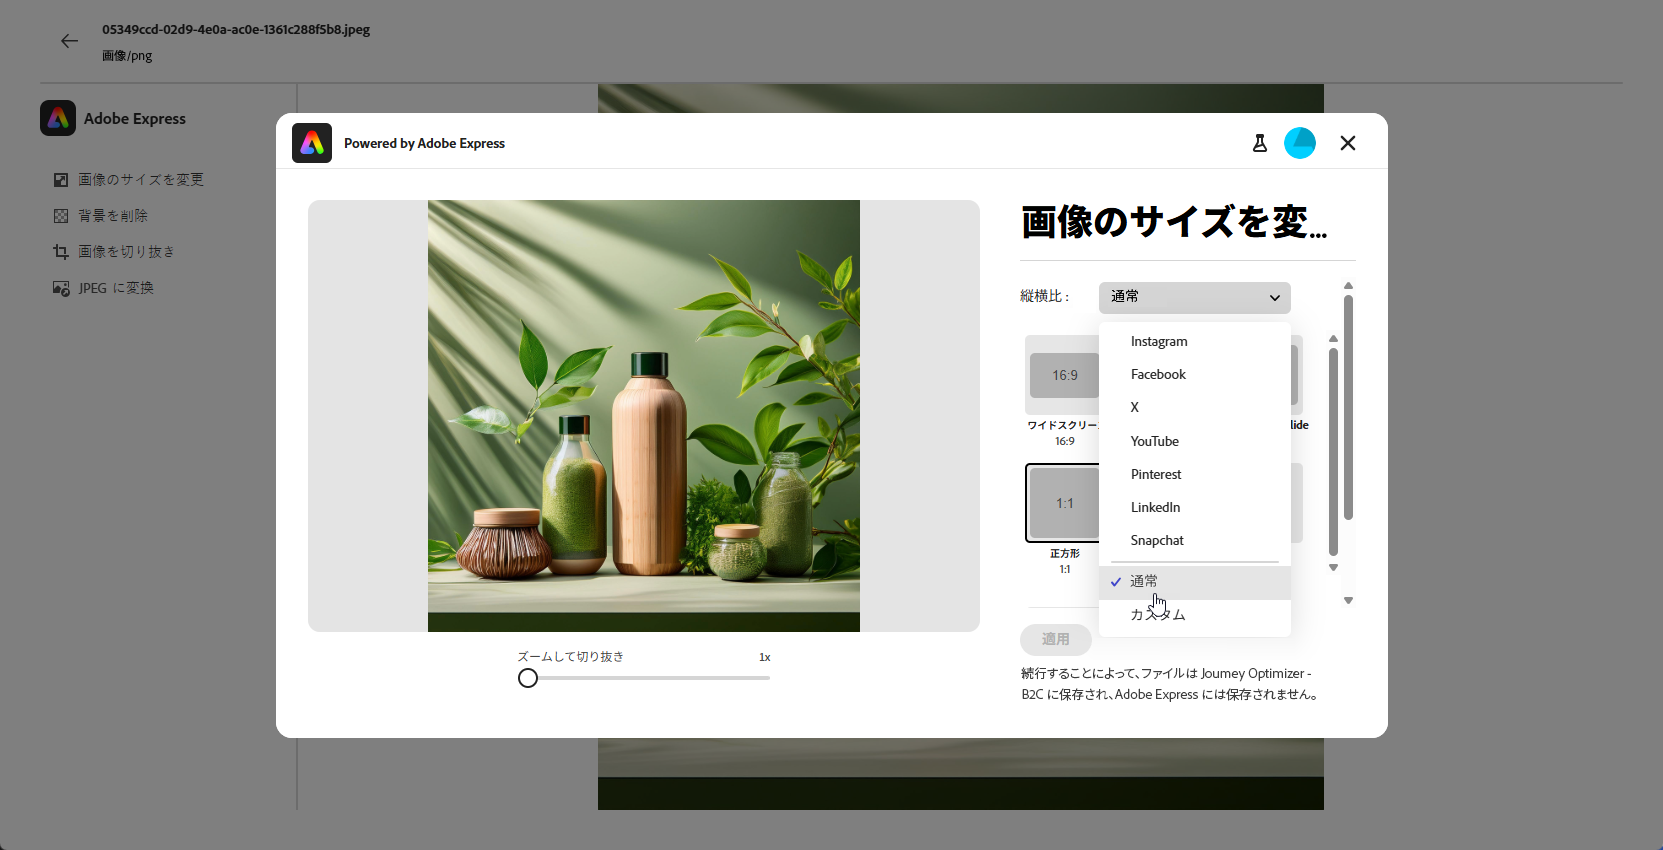 05349ccd-02d9-4e0a-ac0e-1361c288f5b8.jpeg
画像/png
Adobe Express
画像のサイズを変更
背景を削除
画像を切り抜き
JPEG に変換
Powered by Adobe Express
画像のサイズを変...
縦横比 :
通常
Instagram
Facebook
X
YouTube
Pinterest
LinkedIn
Snapchat
通常
カスタム
16:9
ワイドスクリー
16:9
lide
1:1
正方形
1:1
適用
続行することによって、ファイルは Journey Optimizer -
B2C に保存され、Adobe Express には保存されません。
ズームして切り抜き
1x